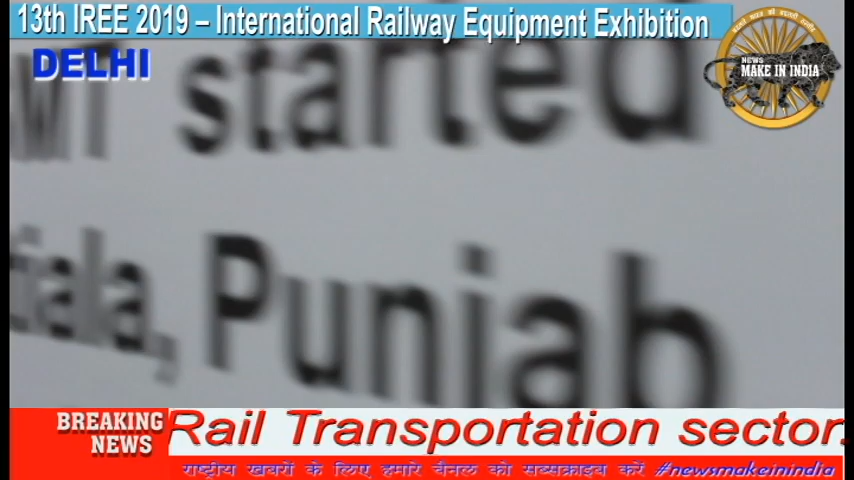 13th IREE 2019 – International Railway Equipment Exhibition
DELHI
NEWS
MAKE IN INDIA
started
Punjab
BREAKING
NEWS
Rail Transportation sector.
राष्ट्रीय खबरों के लिए हमारे चैनल को सब्सक्राइब करें #newsmakeinindia